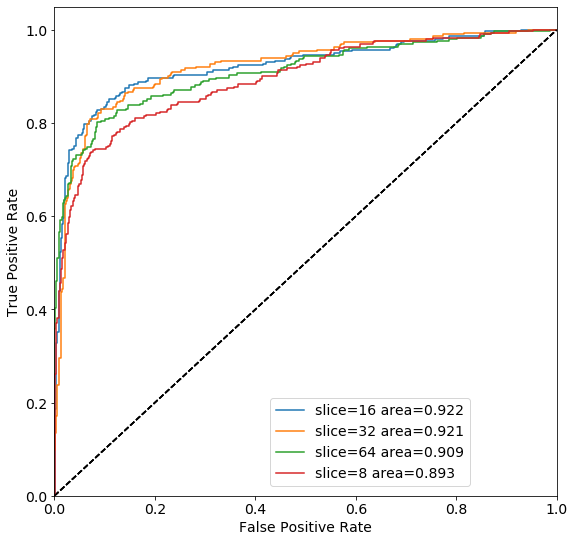 1.0
0.8
0.6
0.4
0.2
0.0
True Positive Rate
slice=16 area=0.922
slice=32 area=0.921
slice=64 area=0.909
slice=8 area=0.893
0.0 0.2 0.4 0.6 0.8 1.0
False Positive Rate